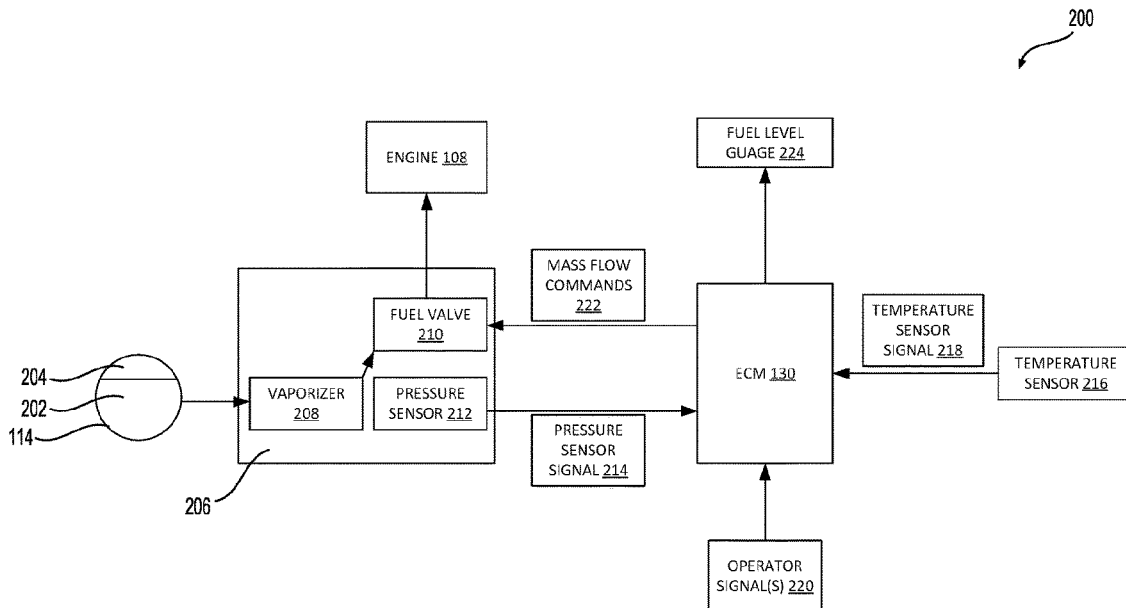 200
FUEL LEVEL
GUAGE 224
ENGINE 108
MASS FLOW
COMMANDS
222
FUEL VALVE
210
TEMPERATURE
SENSOR
SIGNAL 218
ECM 130
TEMPERATURE
SENSOR 216
204
202
114
VAPORIZER
208
PRESSURE
SENSOR 212
PRESSURE
SENSOR
SIGNAL 214
206
OPERATOR
SIGNAL(S) 220